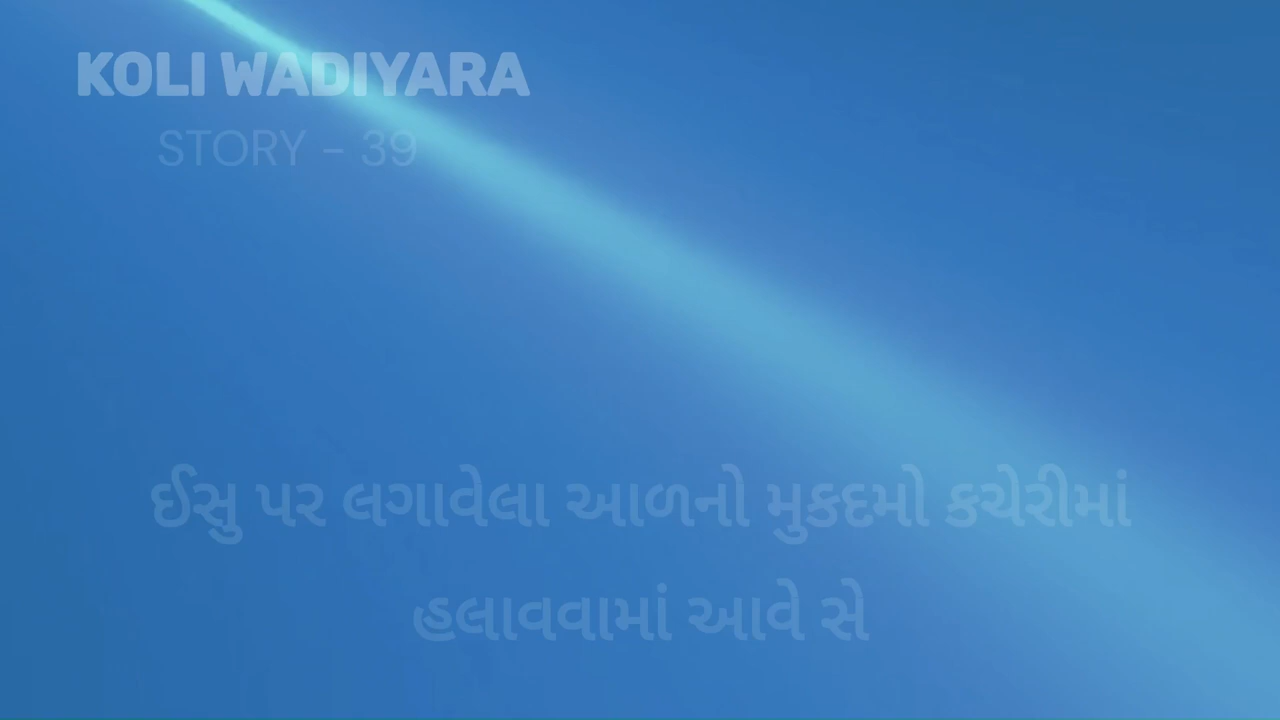 KOLI WADIYARA
STORY – 39
ઈસુ પર લગાવેલા આળનો મુકદમો કચેરીમાં
હલાવવામાં આવે સે